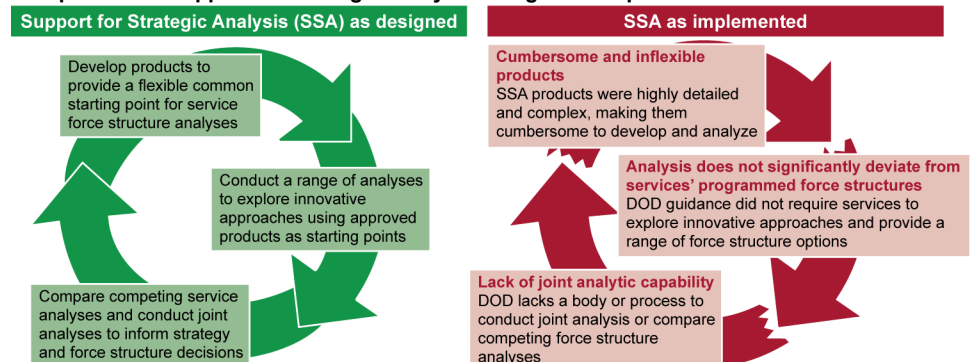 Support for Strategic Analysis (SSA) as designed
Develop products to
provide a flexible common
starting point for service
force structure analyses
Conduct a range of analyses
to explore innovative
approaches using approved
products as starting points
Compare competing service
analyses and conduct joint
analyses to inform strategy
and force structure decisions
SSA as implemented
Cumbersome and inflexible
products
SSA products were highly detailed
and complex, making them
cumbersome to develop and analyze
Analysis does not significantly deviate from
services’ programmed force structures
DOD guidance did not require services to
explore innovative approaches and provide a
range of force structure options
Lack of joint analytic capability
DOD lacks a body or process to
conduct joint analysis or compare
competing force structure
analyses